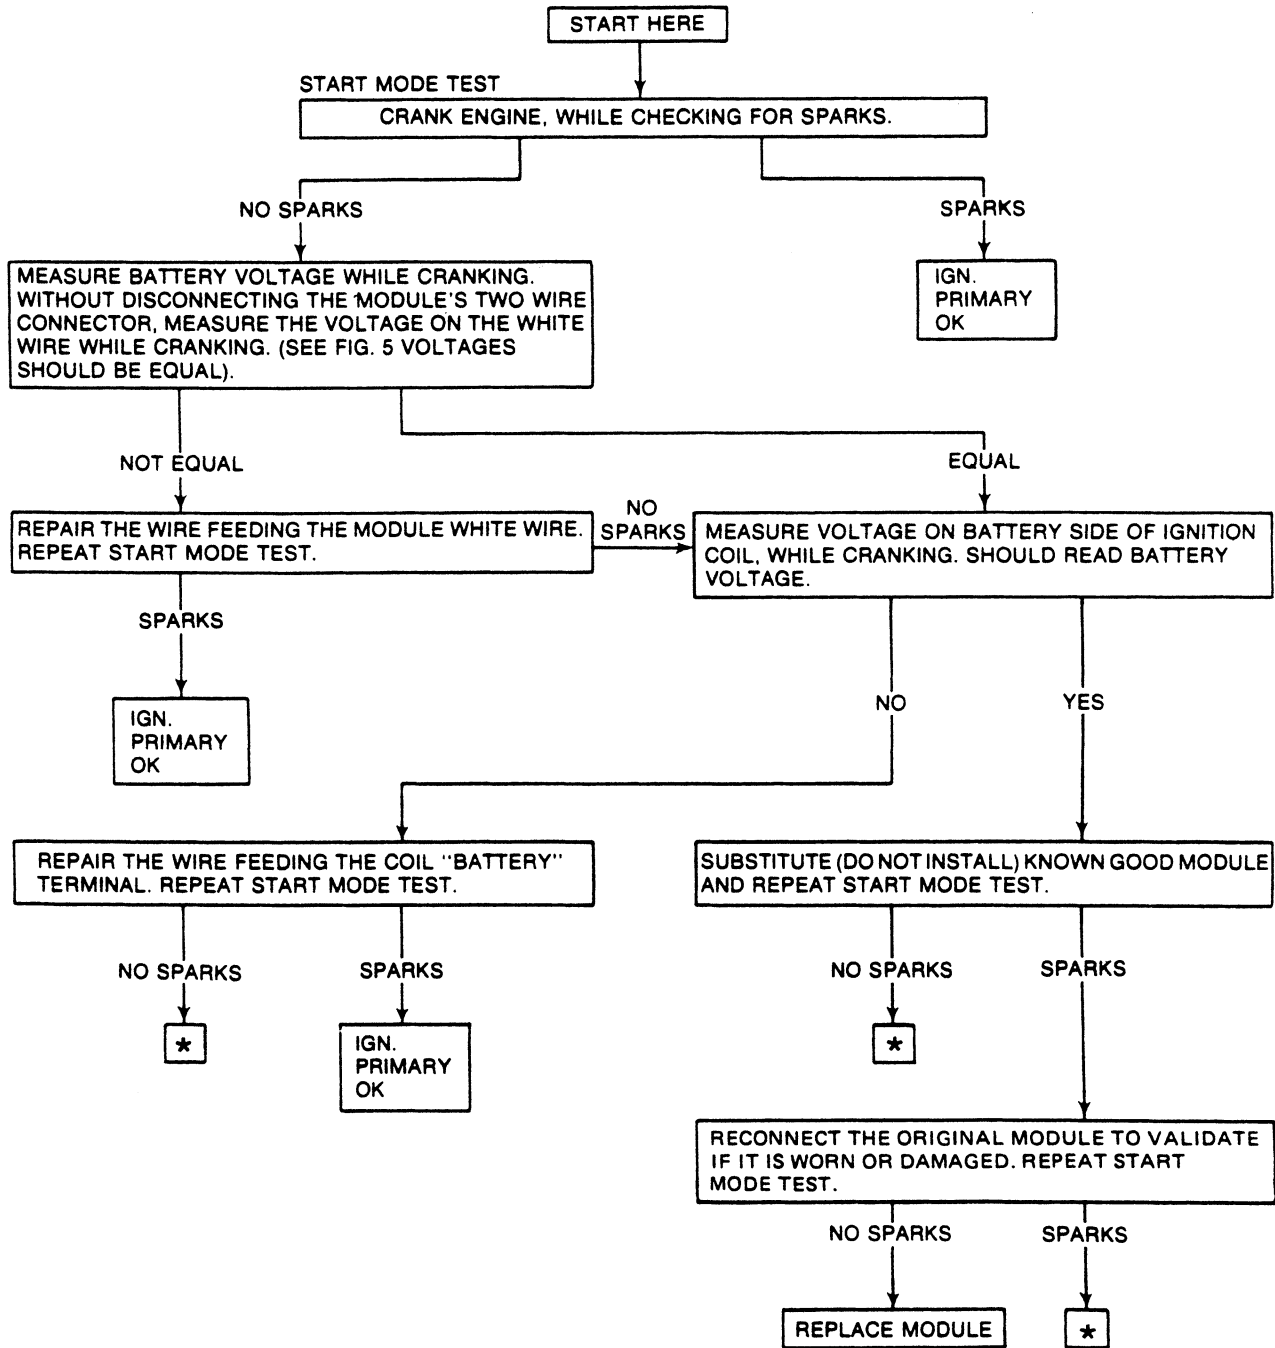 START HERE
START MODE TEST
CRANK ENGINE, WHILE CHECKING FOR SPARKS.
NO SPARKS
SPARKS
MEASURE BATTERY VOLTAGE WHILE CRANKING.
WITHOUT DISCONNECTING THE MODULE'S TWO WIRE
CONNECTOR, MEASURE THE VOLTAGE ON THE WHITE
WIRE WHILE CRANKING. (SEE FIG. 5 VOLTAGES
SHOULD BE EQUAL).
IGN.
PRIMARY
OK
NOT EQUAL
EQUAL
REPAIR THE WIRE FEEDING THE MODULE WHITE WIRE.
REPEAT START MODE TEST.
NO
SPARKS
MEASURE VOLTAGE ON BATTERY SIDE OF IGNITION
COIL, WHILE CRANKING. SHOULD READ BATTERY
VOLTAGE.
SPARKS
IGN.
PRIMARY
OK
NO
YES
REPAIR THE WIRE FEEDING THE COIL "BATTERY"
TERMINAL. REPEAT START MODE TEST.
SUBSTITUTE (DO NOT INSTALL) KNOWN GOOD MODULE
AND REPEAT START MODE TEST.
NO SPARKS
SPARKS
NO SPARKS
SPARKS
*
IGN.
PRIMARY
OK
*
RECONNECT THE ORIGINAL MODULE TO VALIDATE
IF IT IS WORN OR DAMAGED. REPEAT START
MODE TEST.
NO SPARKS
SPARKS
REPLACE MODULE
*